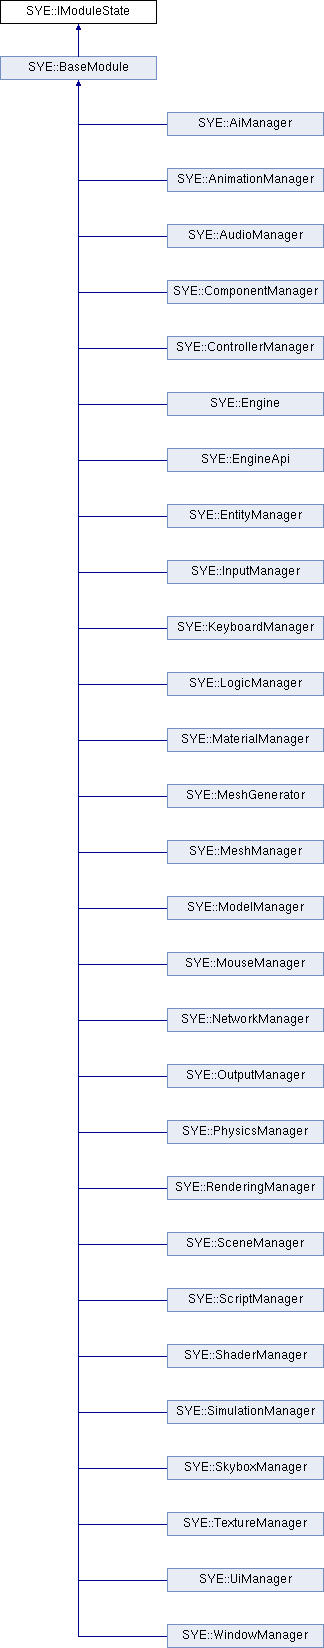 SYE::IModuleState
SYE::BaseModule
SYE::AiManager
SYE::AnimationManager
SYE::AudioManager
SYE::ComponentManager
SYE::ControllerManager
SYE::Engine
SYE::EngineApi
SYE::EntityManager
SYE::InputManager
SYE::KeyboardManager
SYE::LogicManager
SYE::MaterialManager
SYE::MeshGenerator
SYE::MeshManager
SYE::ModelManager
SYE::MouseManager
SYE::NetworkManager
SYE::OutputManager
SYE::PhysicsManager
SYE::RenderingManager
SYE::SceneManager
SYE::ScriptManager
SYE::ShaderManager
SYE::SimulationManager
SYE::SkyboxManager
SYE::TextureManager
SYE::UiManager
SYE::WindowManager